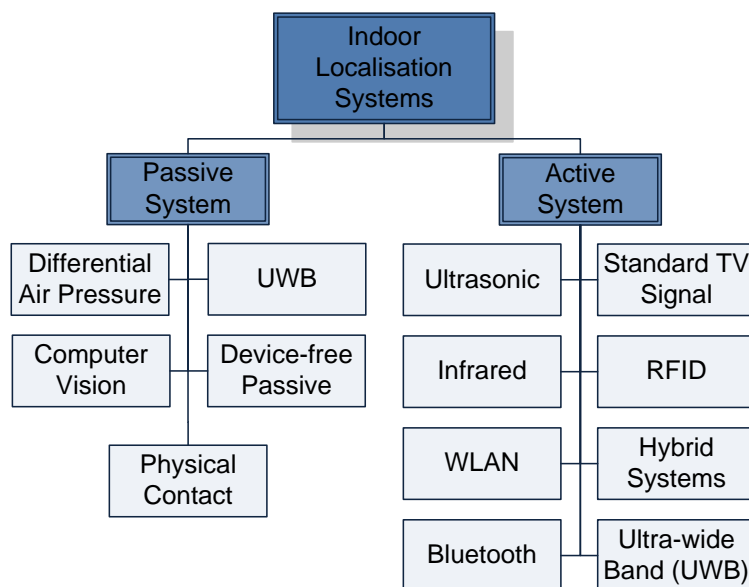 Indoor
Localisation
Systems
Passive
System
Active
System
Differential
Air Pressure
UWB
Computer
Vision
Device-free
Passive
Physical
Contact
Ultrasonic
Standard TV
Signal
Infrared
RFID
WLAN
Hybrid
Systems
Bluetooth
Ultra-wide
Band (UWB)